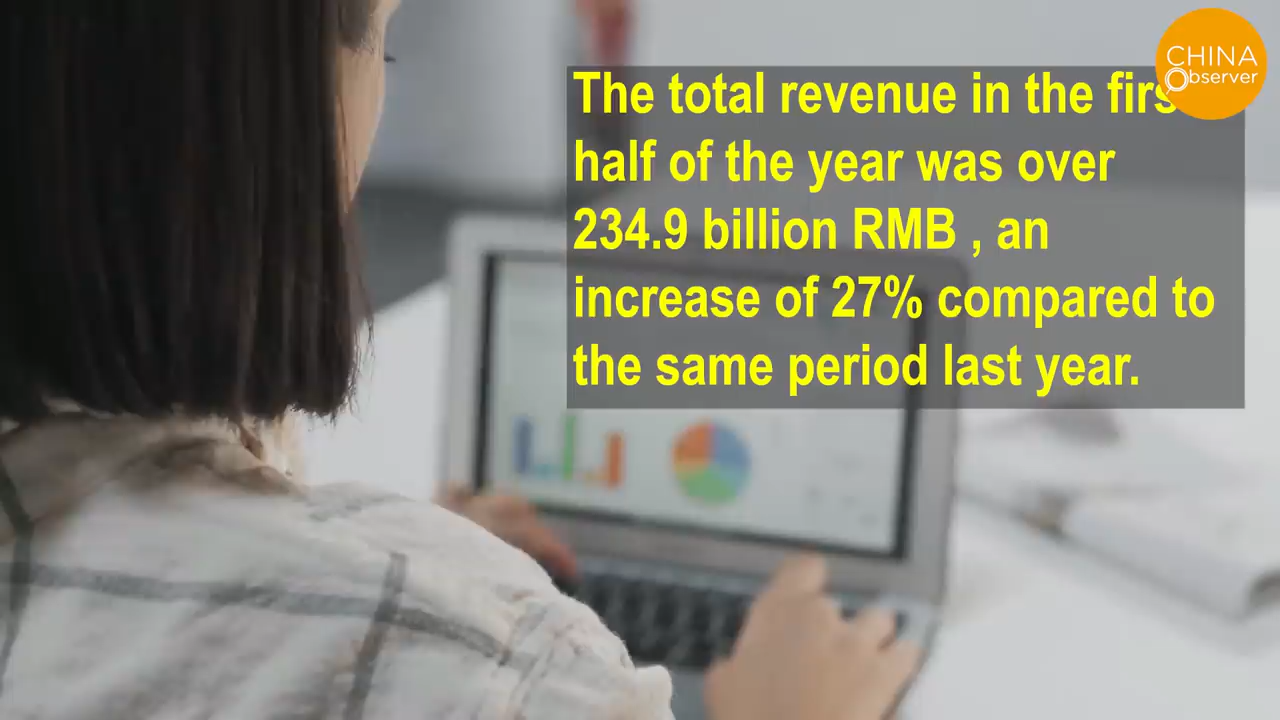 The total revenue in the firs
half of the year was over
234.9 billion RMB , an
increase of 27% compared to
the same period last year.
CHINA
Observer